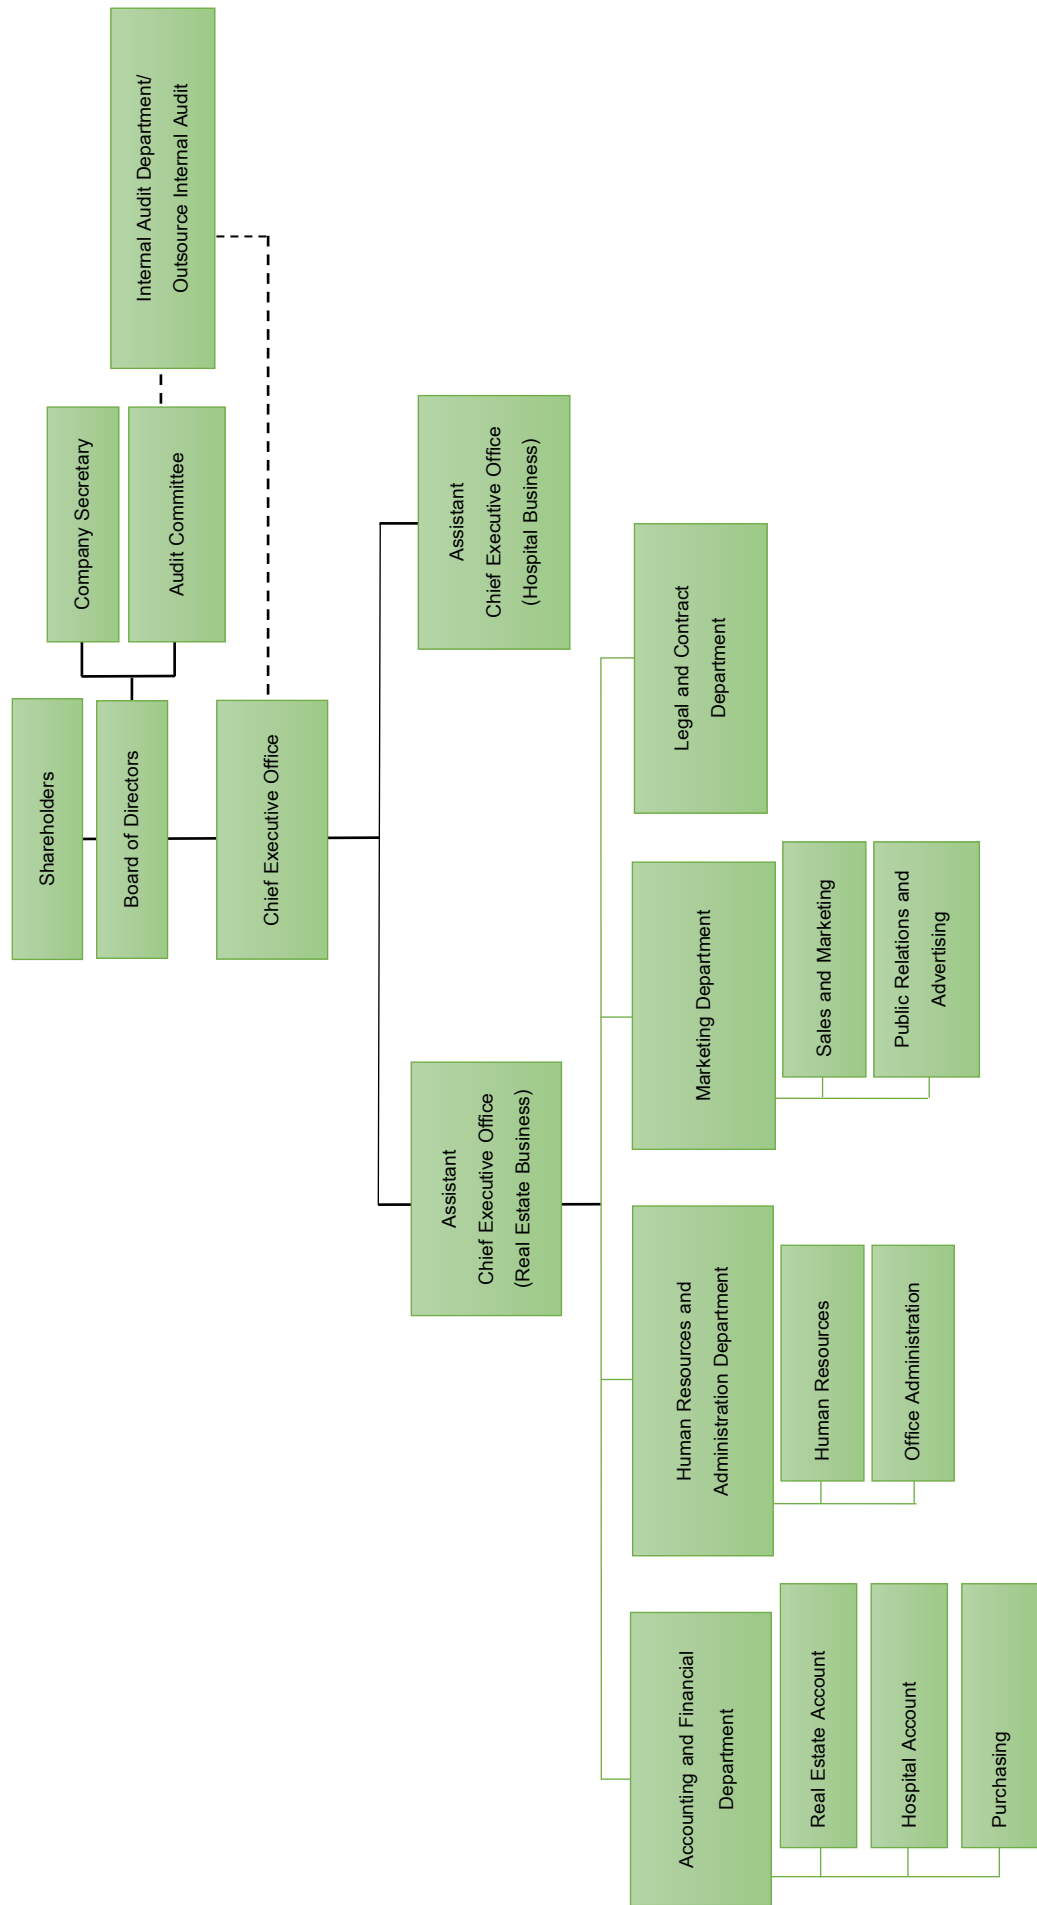 Shareholders
Board of Directors
Company Secretary
Audit Committee
Internal Audit Department/
Outsource Internal Audit
Chief Executive Office
Assistant
Chief Executive Office
(Real Estate Business)
Assistant
Chief Executive Office
(Hospital Business)
Accounting and Financial
Department
Real Estate Account
Hospital Account
Purchasing
Human Resources and
Administration Department
Human Resources
Office Administration
Marketing Department
Sales and Marketing
Public Relations and
Advertising
Legal and Contract
Department